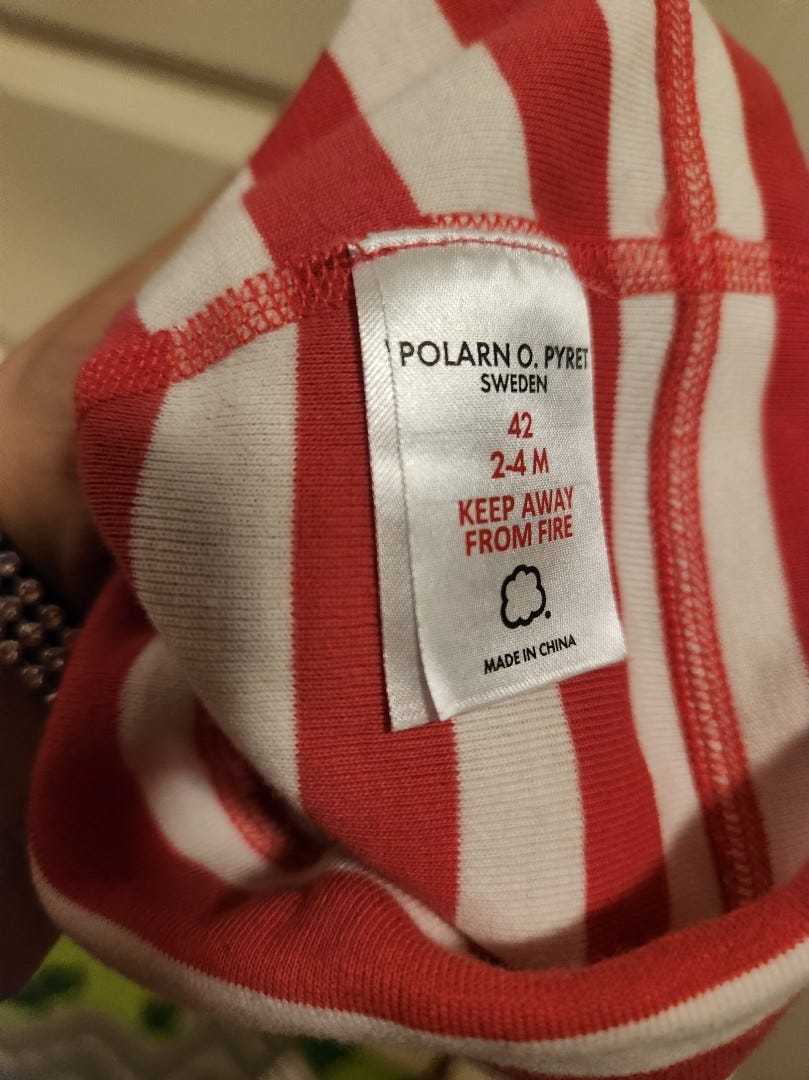 POLARN O. PYRET
SWEDEN
42
2-4 M
KEEP AWAY
FROM FIRE
MADE IN CHINA